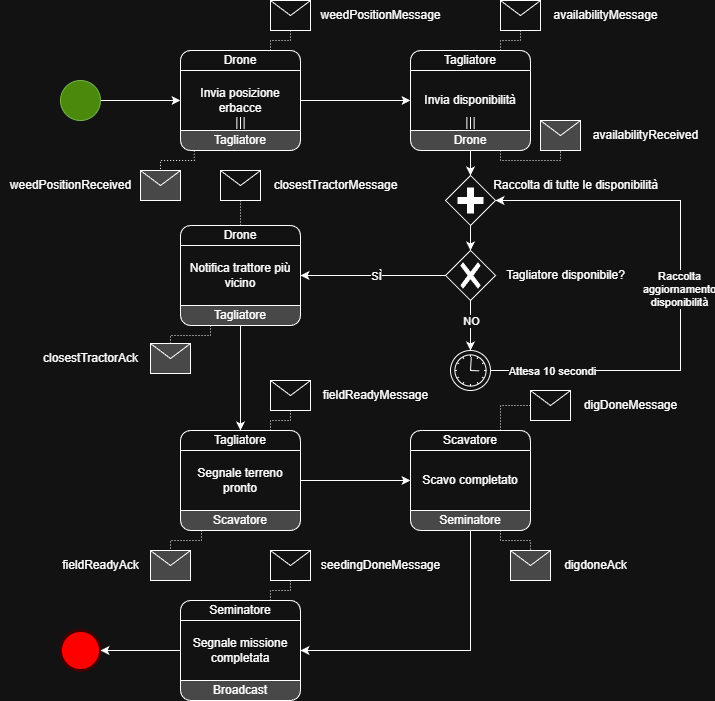 weedPositionMessage
availabilityMessage
Drone
Invia posizione
erbacce
Tagliatore
Tagliatore
Invia disponibilità
Drone
availabilityReceived
weedPositionReceived
closestTractorMessage
Raccolta di tutte le disponibilità
Drone
Notifica trattore più
vicino
Tagliatore
SÌ
Tagliatore disponibile?
Raccolta
aggiornamento
disponibilità
NO
closestTractorAck
Attesa 10 secondi
fieldReadyMessage
digDoneMessage
Tagliatore
Segnale terreno
pronto
Scavatore
Scavatore
Scavo completato
Seminatore
fieldReadyAck
seedingDoneMessage
digdoneAck
Seminatore
Segnale missione
completata
Broadcast